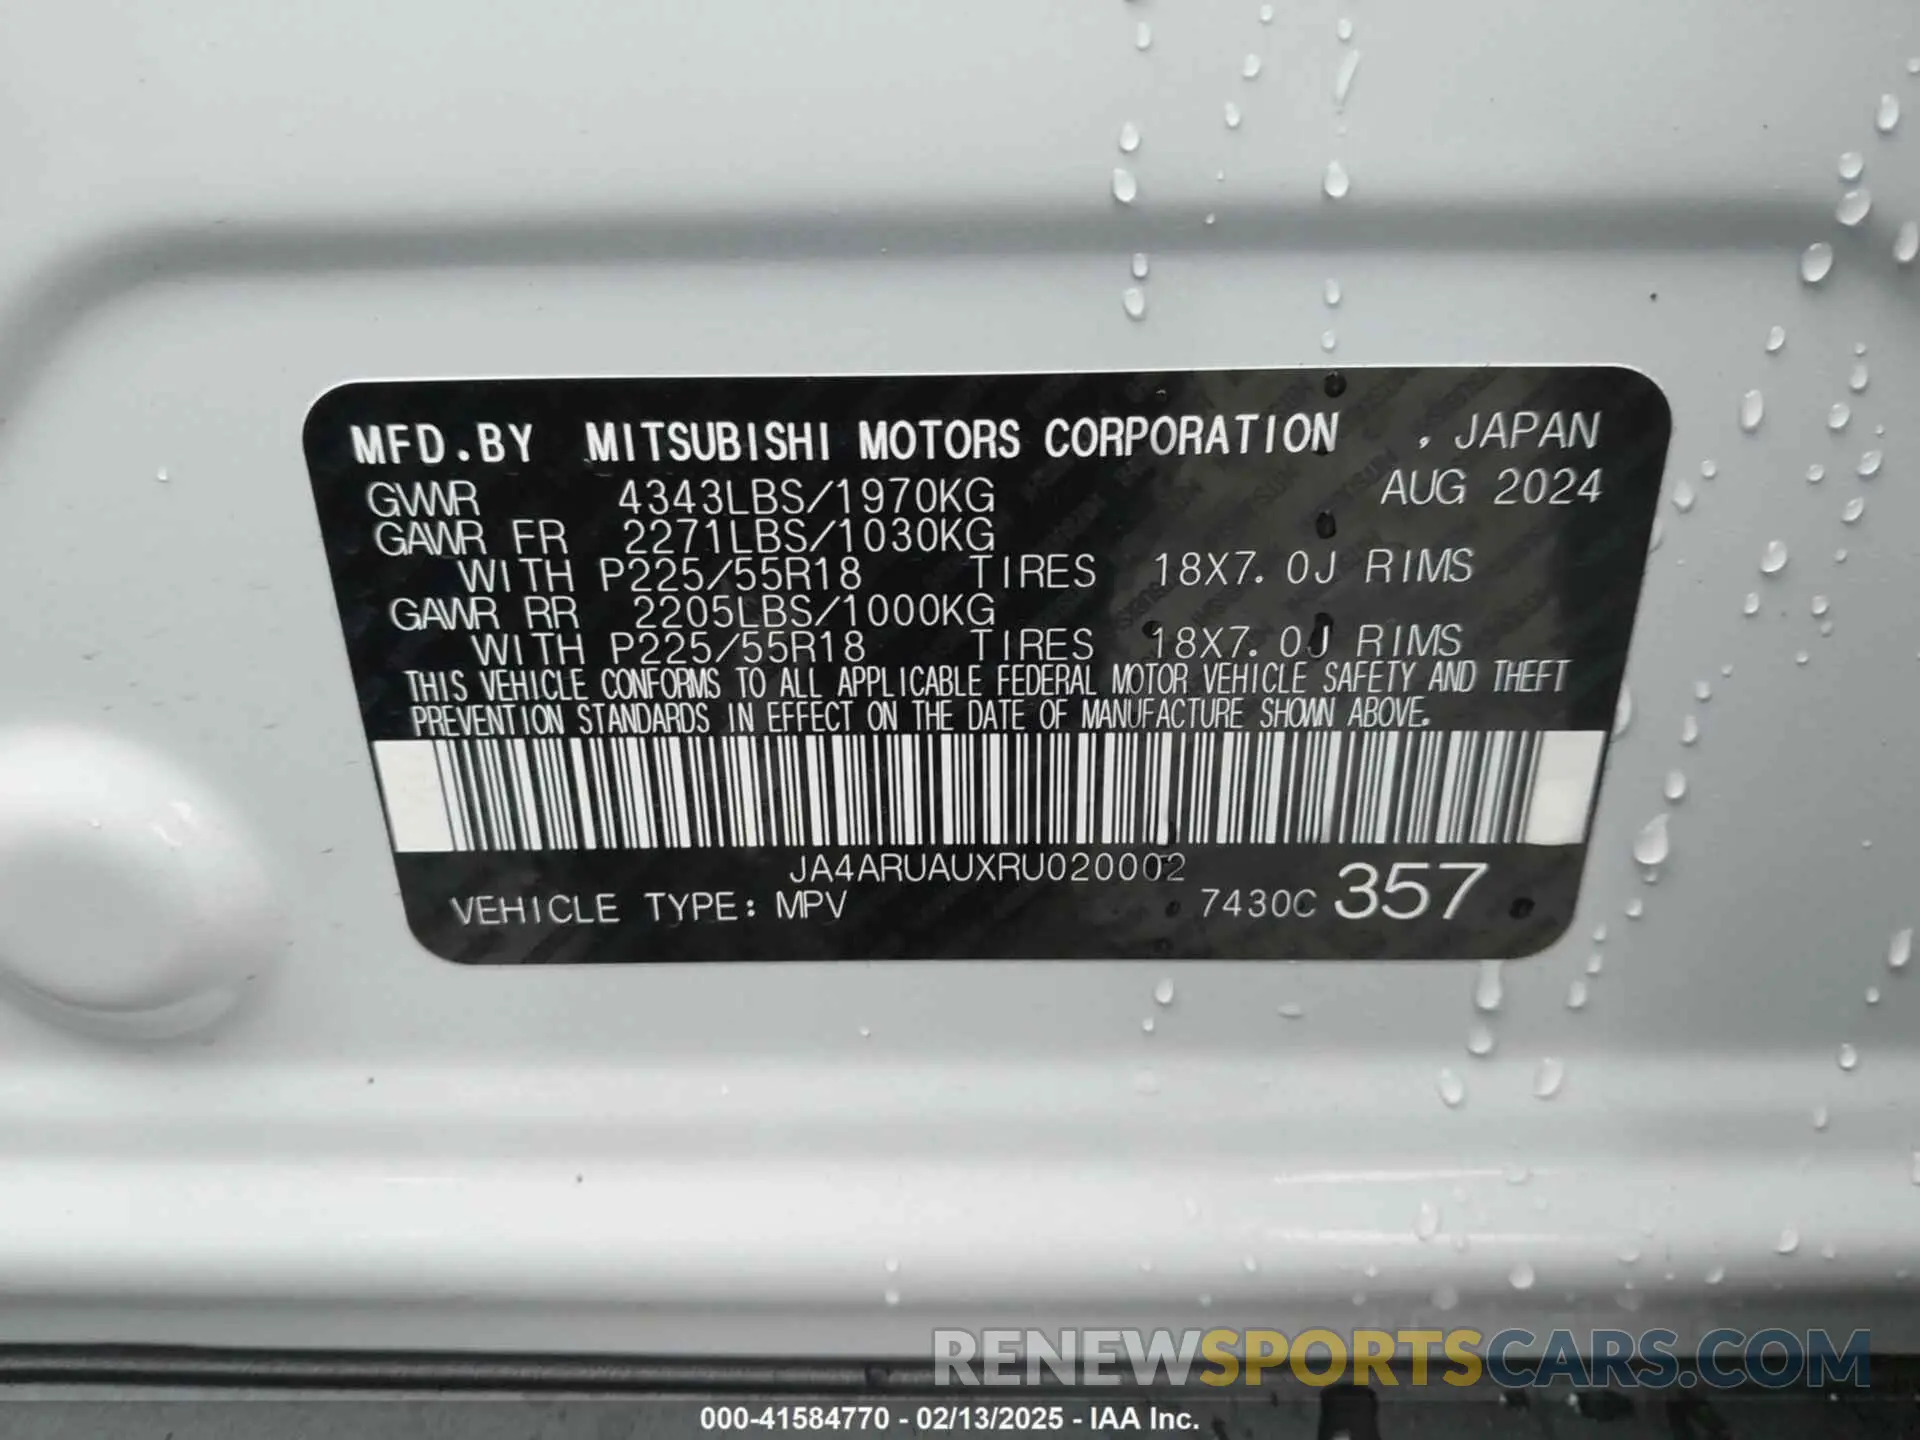 MFD.BY MITSUBISHI MOTORS CORPORATION , JAPAN
GVWR 4343LBS/1970KG AUG 2024
GAWR FR 2271LBS/1030KG
WITH P225/55R18 TIRES 18X7.0J RIMS
GAWR RR 2205LBS/1000KG
WITH P225/55R18 TIRES 18X7.0J RIMS
THIS VEHICLE CONFORMS TO ALL APPLICABLE FEDERAL MOTOR VEHICLE SAFETY AND THEFT
PREVENTION STANDARDS IN EFFECT ON THE DATE OF MANUFACTURE SHOWN ABOVE.
JA4ARUAUXRU020002
VEHICLE TYPE: MPV 7430C 357
RENEWSPORTSCARS.COM
000-41584770 - 02/13/2025 - IAA Inc.